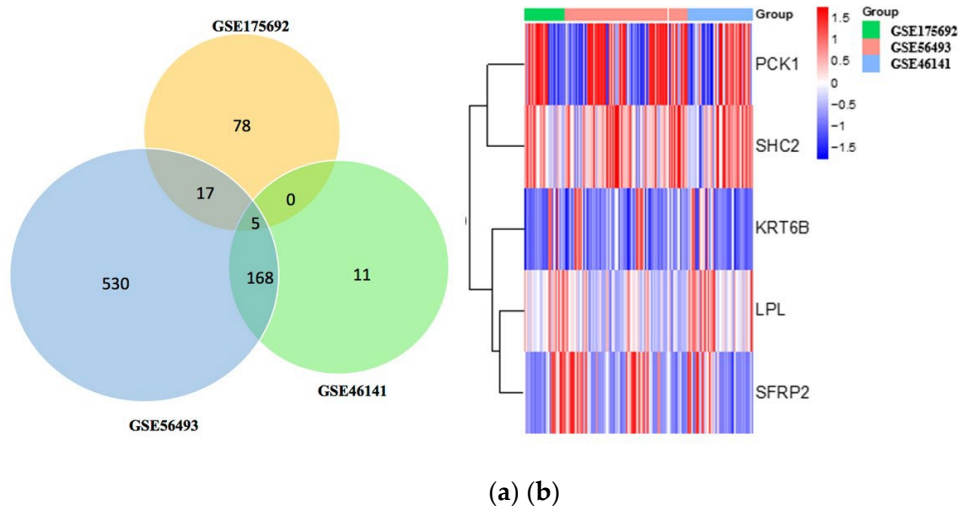 GSE175692
78
17
0
5
530
168
11
GSE46141
GSE56493
Group
PCK1
SHC2
KRT6B
LPL
SFRP2
1.5
1
0.5
0
−0.5
−1
−1.5
Group
GSE175692
GSE56493
GSE46141
(a) (b)